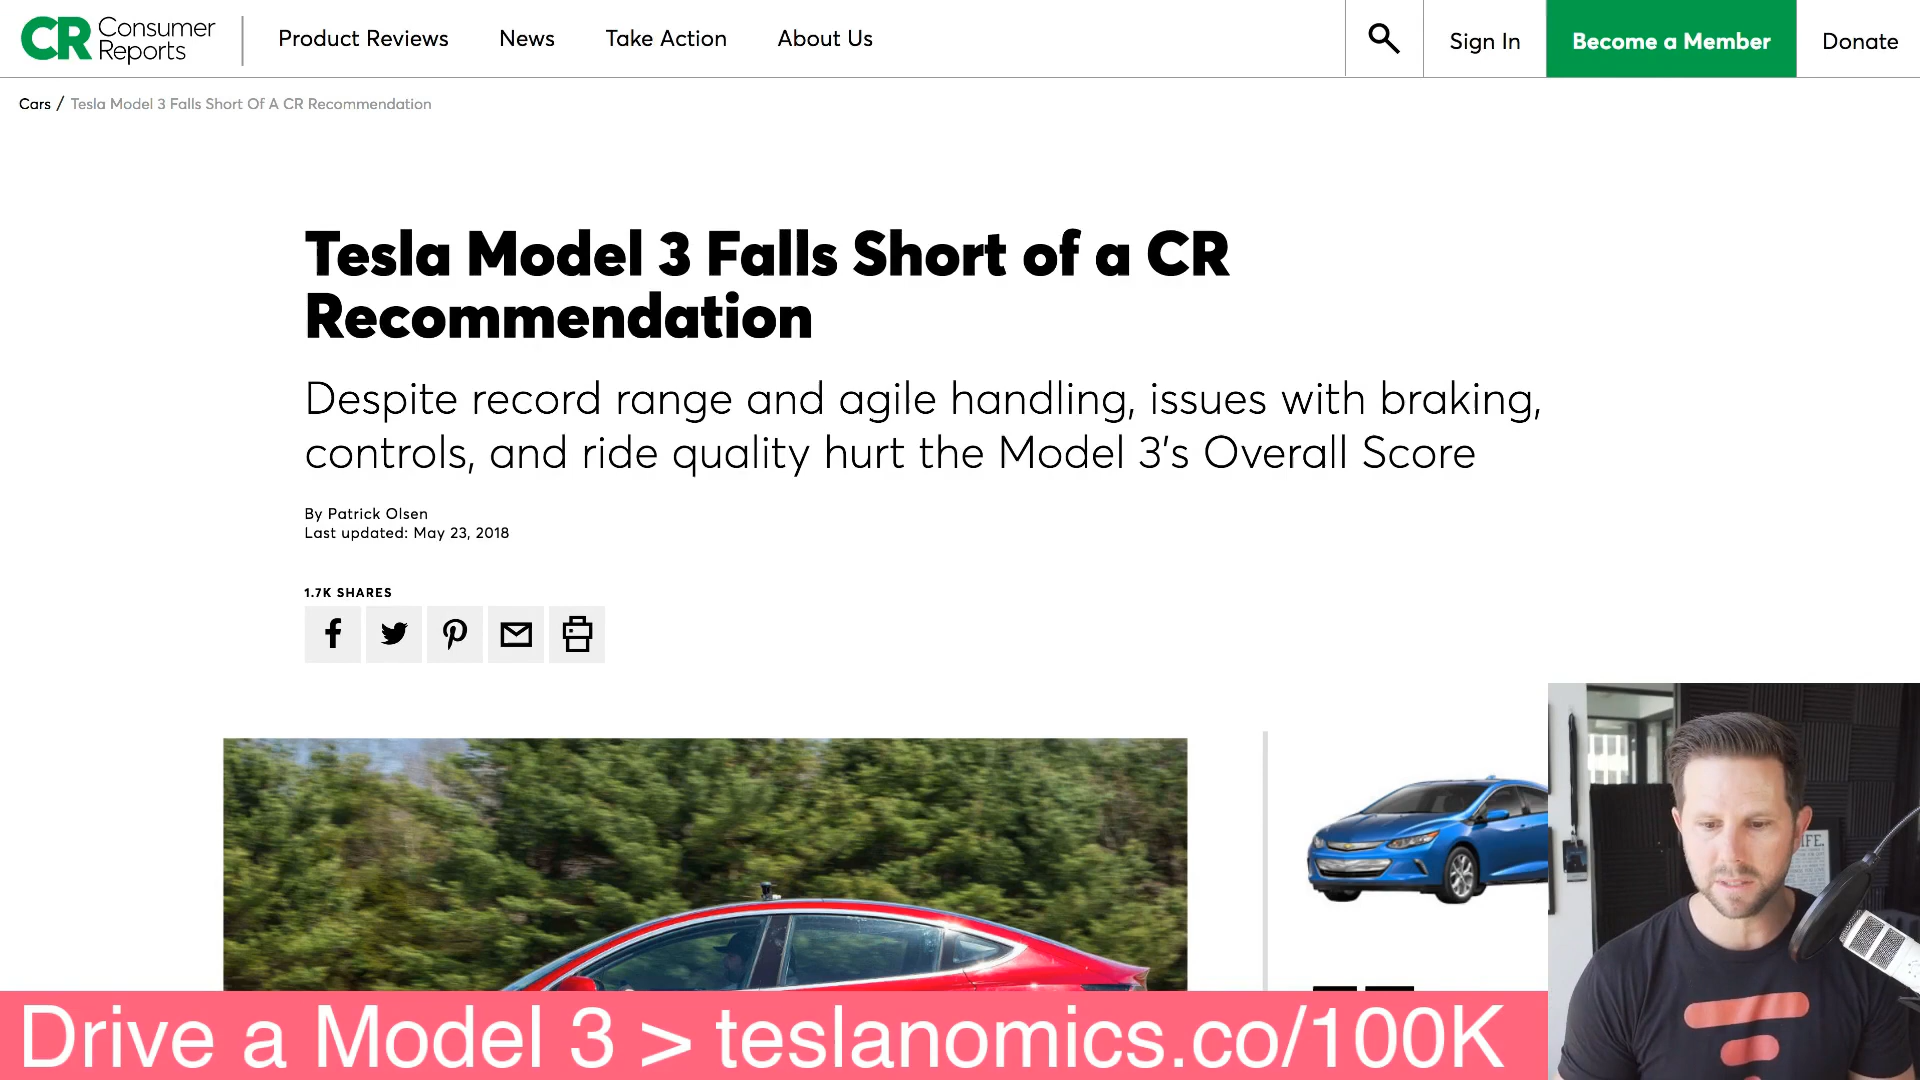 CR Consumer Reports
Product Reviews
News
Take Action
About Us
Sign In
Become a Member
Donate
Cars / Tesla Model 3 Falls Short Of A CR Recommendation
Tesla Model 3 Falls Short of a CR
Recommendation
Despite record range and agile handling, issues with braking,
controls, and ride quality hurt the Model 3's Overall Score
By Patrick Olsen
Last updated: May 23, 2018
1.7K SHARES
Drive a Model 3 > teslanomics.co/100K